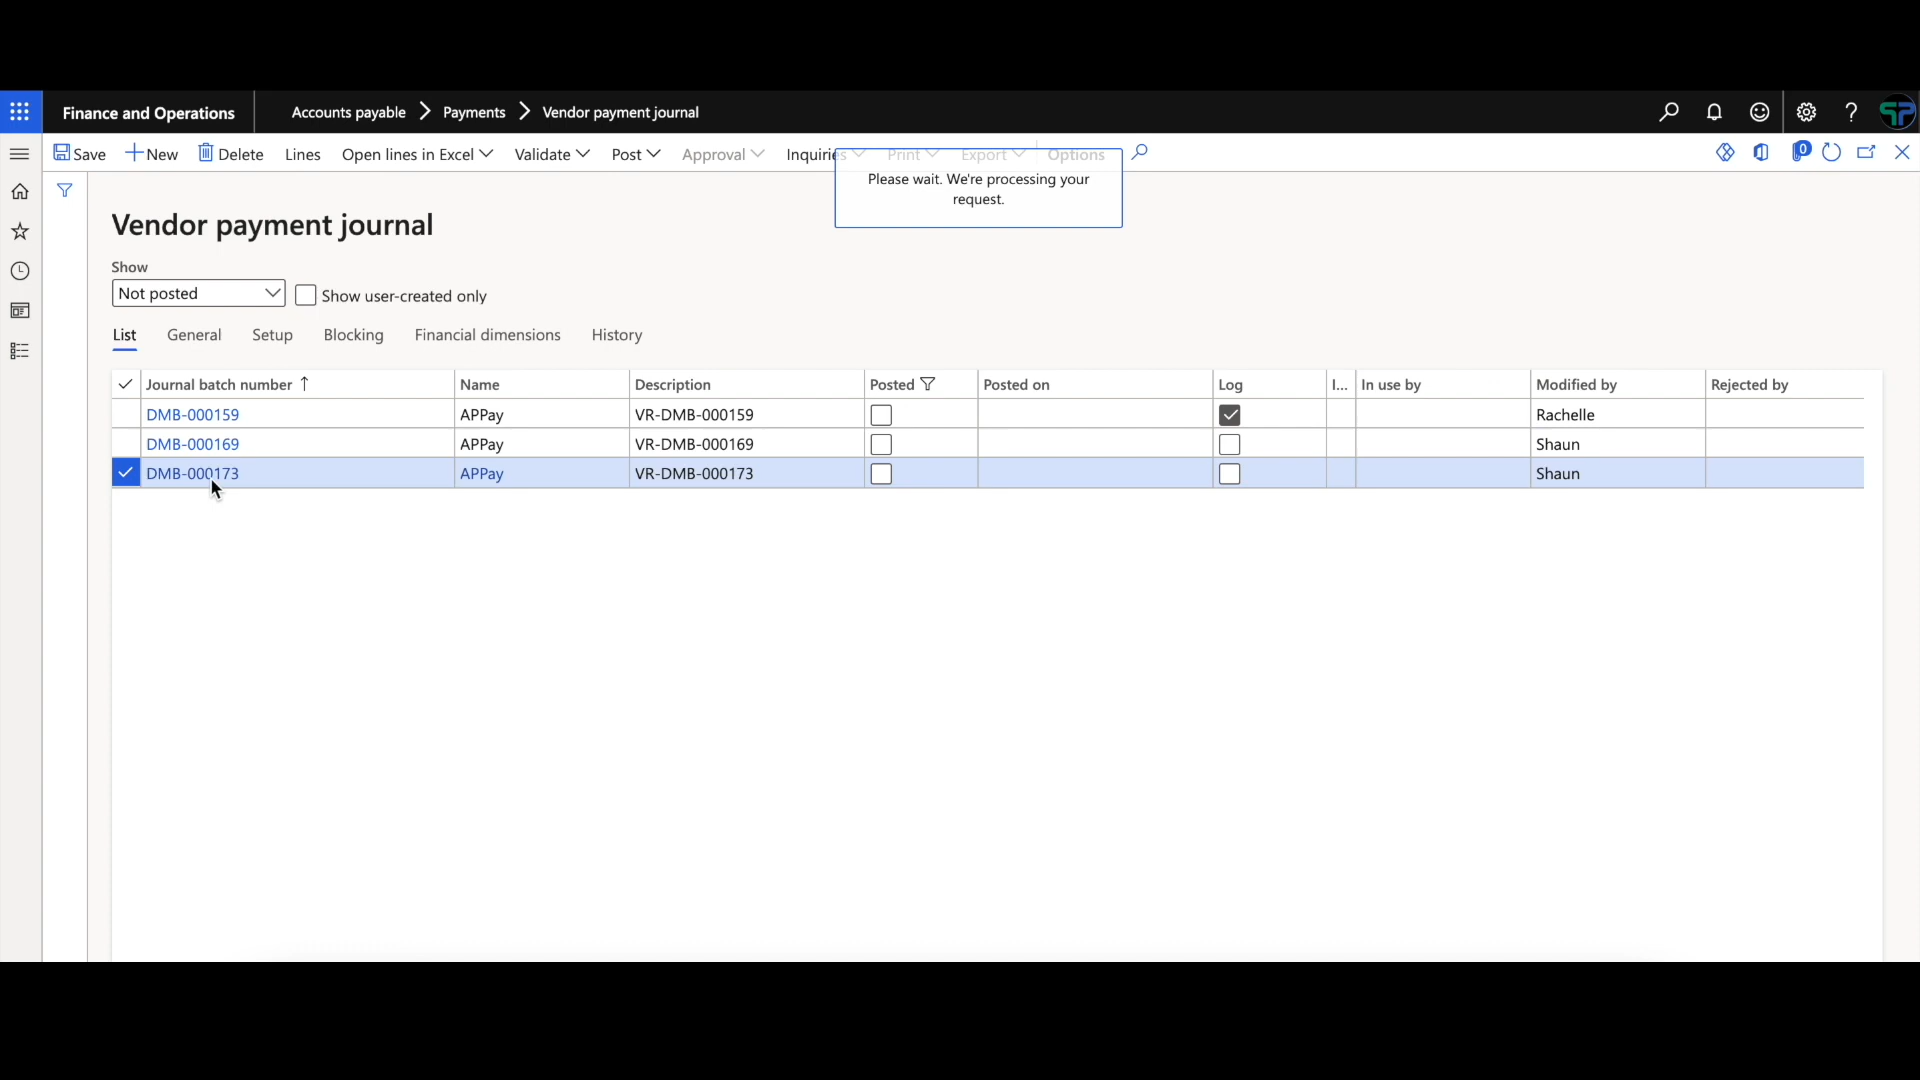 Finance and Operations Accounts payable Payments Vendor payment journal
Save New Delete Lines Open lines in Excel Validate Post Approval Inquiries Print Export Options 0
Please wait. We're processing your
request.
Vendor payment journal
Show
Not posted Show user-created only
List General Setup Blocking Financial dimensions History
Journal batch number Name Description Posted Posted on Log I... In use by Modified by Rejected by
DMB-000159 APPay VR-DMB-000159 Rachelle
DMB-000169 APPay VR-DMB-000169 Shaun
DMB-000173 APPay VR-DMB-000173 Shaun